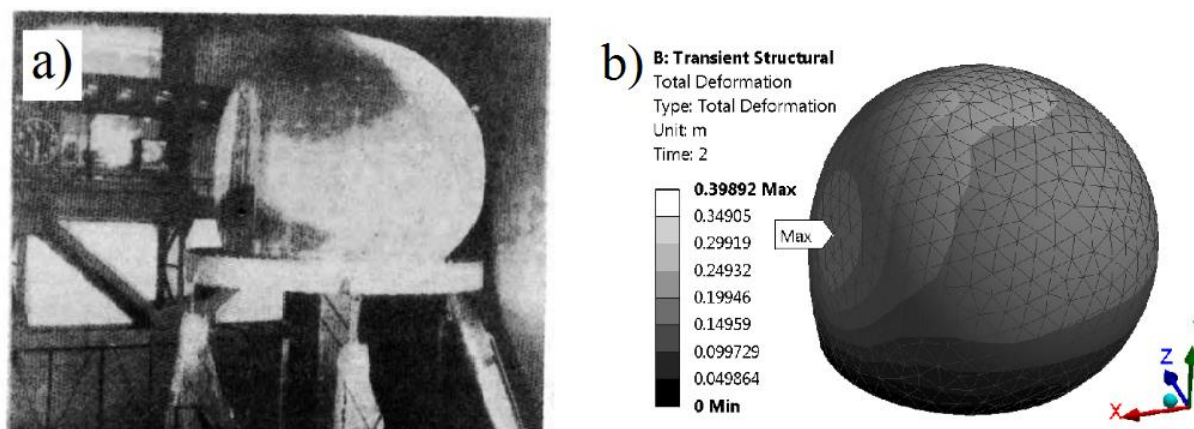 a)
b)
B: Transient Structural
Total Deformation
Type: Total Deformation
Unit: m
Time: 2
0.39892 Max
0.34905
0.29919
0.24932
0.19946
0.14959
0.099729
0.049864
0 Min
Max
Z
X